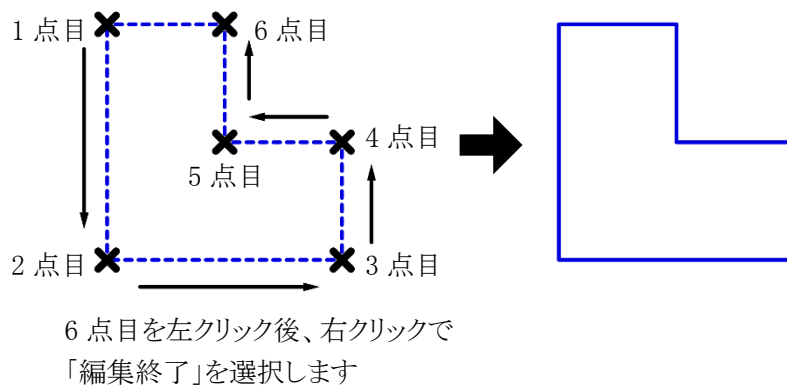 1 点目
6 点目
4 点目
5 点目
2 点目
3 点目
6 点目を左クリック後、右クリックで
「編集終了」を選択します